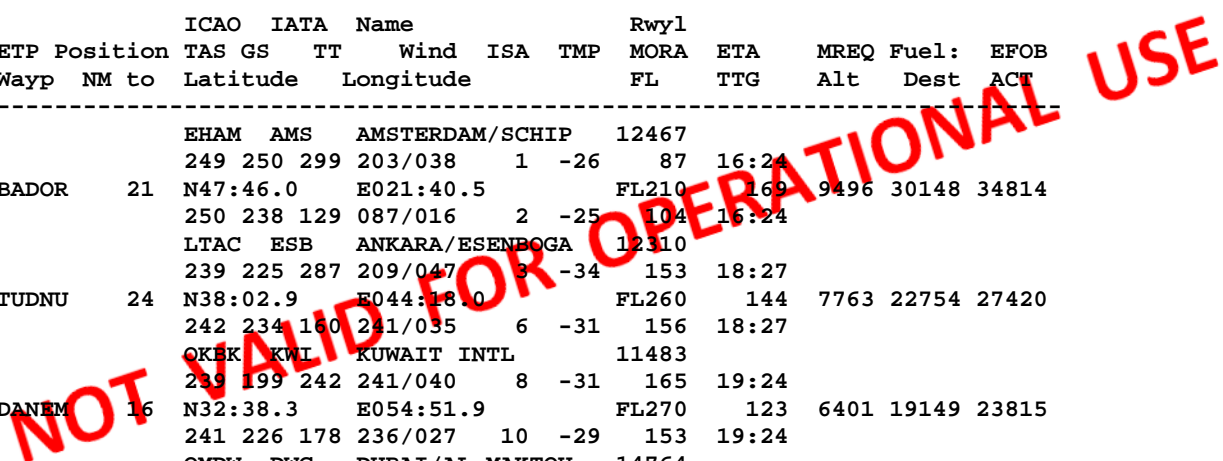 ICAO IATA Name Rwyl
ETP Position TAS GS TT Wind ISA TMP MORA ETA MREQ Fuel: EFOB
Wayp NM to Latitude Longitude FL TTG Alt Dest ACT
EHAM AMS AMSTERDAM/SCHIP 12467
249 250 299 203/038 1 -26 87 16:24
BADOR 21 N47:46.0 E021:40.5 FL210 169 9496 30148 34814
250 238 129 087/016 2 -25 104 16:24
LTAC ESB ANKARA/ESENBOGA 12310
239 225 287 209/047 3 -34 153 18:27
TUDNU 24 N38:02.9 E044:18.0 FL260 144 7763 22754 27420
242 234 160 241/035 6 -31 156 18:27
OKBK KWI KUWAIT INTL 11483
239 199 242 241/040 8 -31 165 19:24
DANEM 16 N32:38.3 E054:51.9 FL270 123 6401 19149 23815
241 226 178 236/027 10 -29 153 19:24
OMDW DWC DUBAI/AL MAKTOU 14764
NOT VALID FOR OPERATIONAL USE